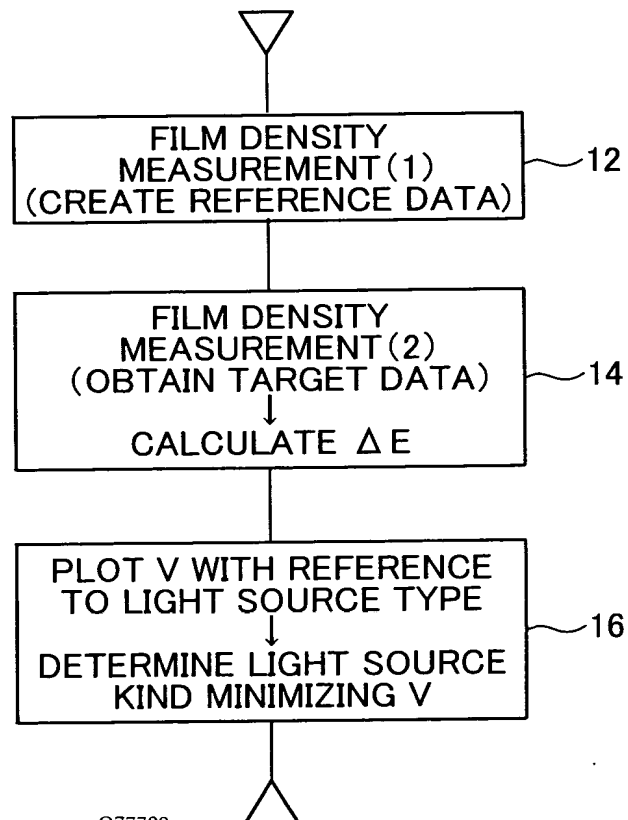 FILM DENSITY
MEASUREMENT(1)
(CREATE REFERENCE DATA)
12
FILM DENSITY
MEASUREMENT(2)
(OBTAIN TARGET DATA)
↓
CALCULATE ΔE
14
PLOT V WITH REFERENCE
TO LIGHT SOURCE TYPE
↓
DETERMINE LIGHT SOURCE
KIND MINIMIZING V
16